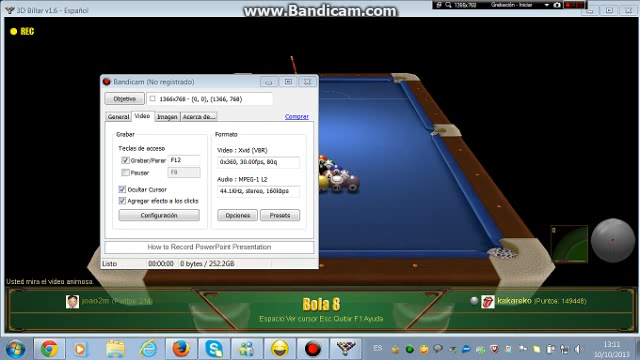 3D Billar v1.6 - Español
www.Bandicam.com
1366x768
Grabación - Iniciar
REC
Bandicam (No registrado)
Objetivo
1366x768 - (0, 0), (1366, 768)
General
Video
Imagen
Acerca de...
Comprar
Grabar
Teclas de acceso
Grabar/Parar
F12
Pausar
F8
Ocultar Cursor
Agregar efecto a los clicks
Configuración
Formato
Video : Xvid (VBR)
0x360, 30.00fps, 80q
Audio : MPEG-1 L2
44.1kHz, stereo, 160kbps
Opciones
Presets
How to Record PowerPoint Presentation
Listo
00:00:00
0 bytes / 252.2GB
Usted mira el video animosa.
joao2m (Puntos: 214)
Bola 8
kakareko (Puntos: 149448)
Espacio:Ver cursor Esc:Quitar F1:Ayuda
ES
13:11